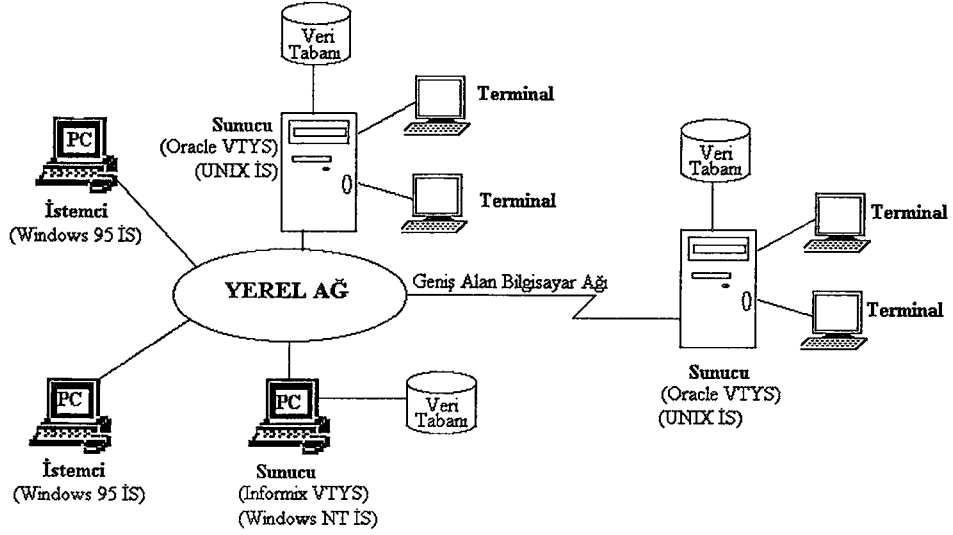 Veri
Tabanı
Terminal
Sunucu
(Oracle VTYS)
(UNIX İS)
Terminal
PC
İstemci
(Windows 95 İS)
Veri
Tabanı
Terminal
Terminal
Sunucu
(Oracle VTYS)
(UNIX İS)
YEREL AĞ
Geniş Alan Bilgisayar Ağı
PC
İstemci
(Windows 95 İS)
PC
Sunucu
(Informix VTYS)
(Windows NT İS)
Veri
Tabanı